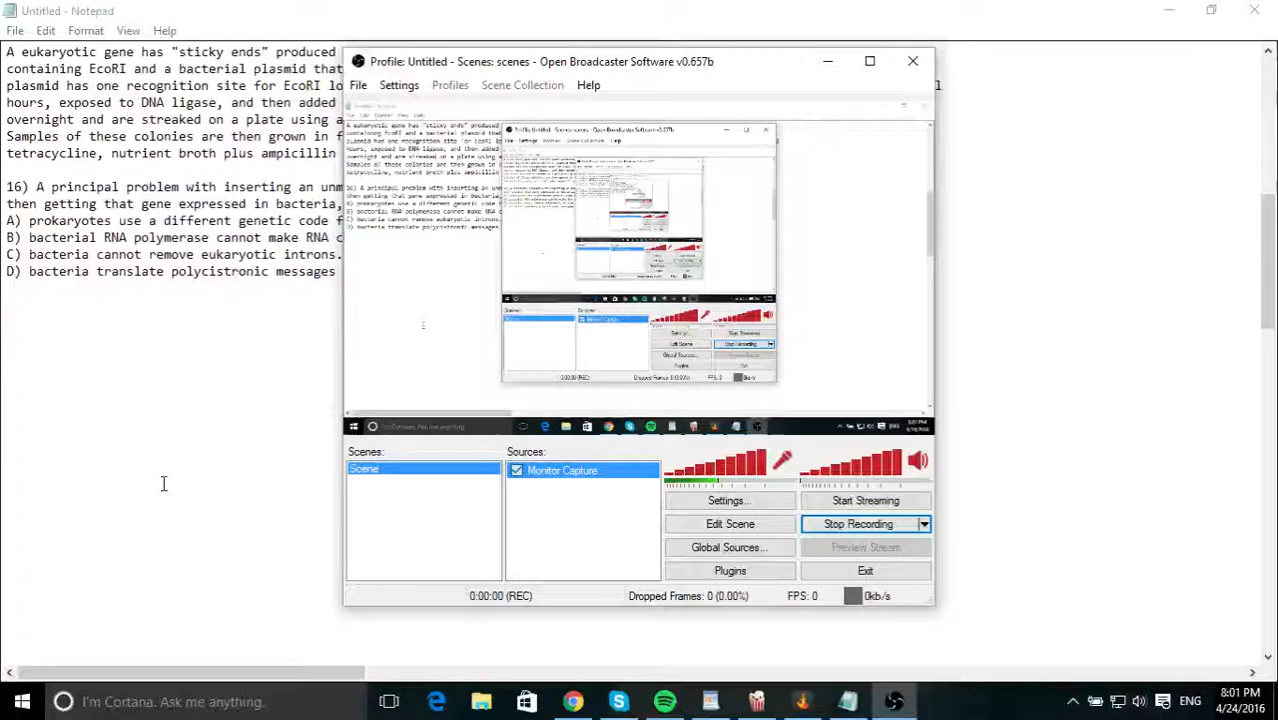 Untitled - Notepad
File Edit Format View Help
A eukaryotic gene has "sticky ends" produced
containing EcoRI and a bacterial plasmid that
plasmid has one recognition site for EcoRI lo
hours, exposed to DNA ligase, and then added
overnight and are streaked on a plate using a
Samples of these colonies are then grown in f
tetracycline, nutrient broth plus ampicillin
16) A principal problem with inserting an unm
then getting that gene expressed in bacteria,
A) prokaryotes use a different genetic code f
B) bacterial RNA polymerase cannot make RNA c
C) bacteria cannot remove eukaryotic introns.
D) bacteria translate polycistronic messages
Profile: Untitled - Scenes: scenes - Open Broadcaster Software v0.657b
File Settings Profiles Scene Collection Help
Scenes:
Scene
Sources:
Monitor Capture
Settings...
Start Streaming
Edit Scene
Stop Recording
Global Sources...
Preview Stream
Plugins
Exit
0:00:00 (REC)
Dropped Frames: 0 (0.00%)
FPS: 0
0kb/s
I'm Cortana. Ask me anything.
ENG
8:01 PM
4/24/2016